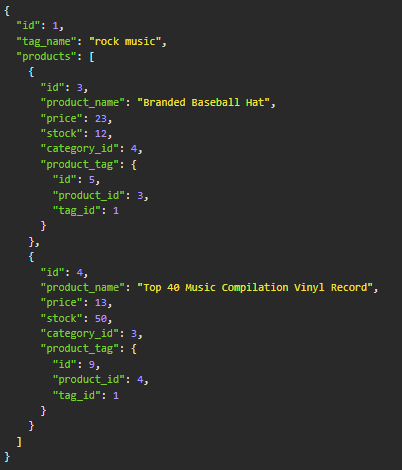 {
  "id": 1,
  "tag_name": "rock music",
  "products": [
    {
      "id": 3,
      "product_name": "Branded Baseball Hat",
      "price": 23,
      "stock": 12,
      "category_id": 4,
      "product_tag": {
        "id": 5,
        "product_id": 3,
        "tag_id": 1
      }
    },
    {
      "id": 4,
      "product_name": "Top 40 Music Compilation Vinyl Record",
      "price": 13,
      "stock": 50,
      "category_id": 3,
      "product_tag": {
        "id": 9,
        "product_id": 4,
        "tag_id": 1
      }
    }
  ]
}